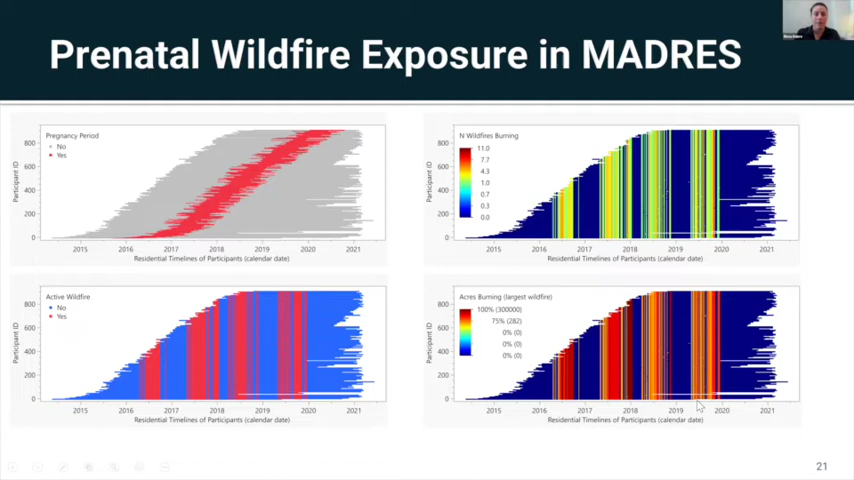 Prenatal Wildfire Exposure in MADRES
Pregnancy Period
No
Yes
Participant ID
800
600
400
200
0
2015 2016 2017 2018 2019 2020 2021
Residential Timelines of Participants (calendar date)
N Wildfires Burning
11.0
7.7
4.3
1.0
0.7
0.3
0.0
Participant ID
800
600
400
200
0
2015 2016 2017 2018 2019 2020 2021
Residential Timelines of Participants (calendar date)
Active Wildfire
No
Yes
Participant ID
800
600
400
200
0
2015 2016 2017 2018 2019 2020 2021
Residential Timelines of Participants (calendar date)
Acres Burning (largest wildfire)
100% (300000)
75% (282)
0% (0)
0% (0)
0% (0)
Participant ID
800
600
400
200
0
2015 2016 2017 2018 2019 2020 2021
Residential Timelines of Participants (calendar date)
21